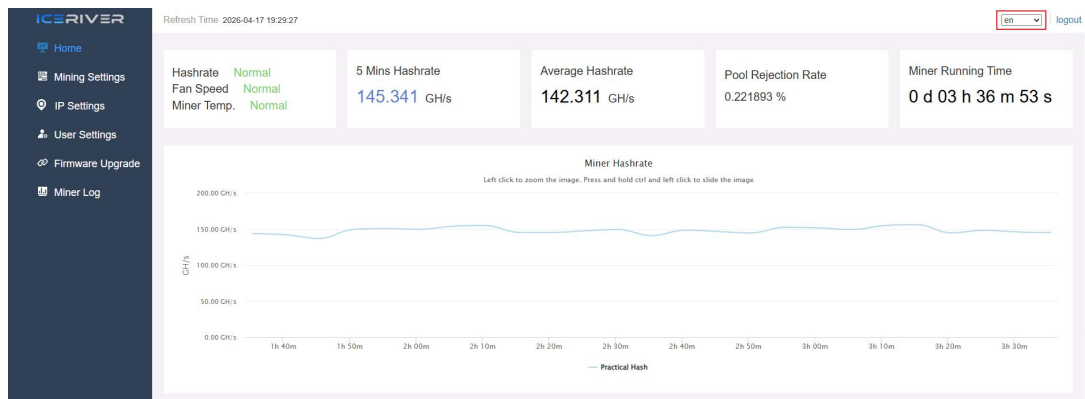 ICERIVER
Refresh Time 2026-04-17 19:29:27
en
logout
Home
Mining Settings
IP Settings
User Settings
Firmware Upgrade
Miner Log
Hashrate Normal
Fan Speed Normal
Miner Temp. Normal
5 Mins Hashrate
145.341 GH/s
Average Hashrate
142.311 GH/s
Pool Rejection Rate
0.221893 %
Miner Running Time
0 d 03 h 36 m 53 s
Miner Hashrate
Left click to zoom the image. Press and hold ctrl and left click to slide the image
200.00 GH/s
150.00 GH/s
100.00 GH/s
50.00 GH/s
0.00 GH/s
GH/s
1h 40m 1h 50m 2h 00m 2h 10m 2h 20m 2h 30m 2h 40m 2h 50m 3h 00m 3h 10m 3h 20m 3h 30m
Practical Hash